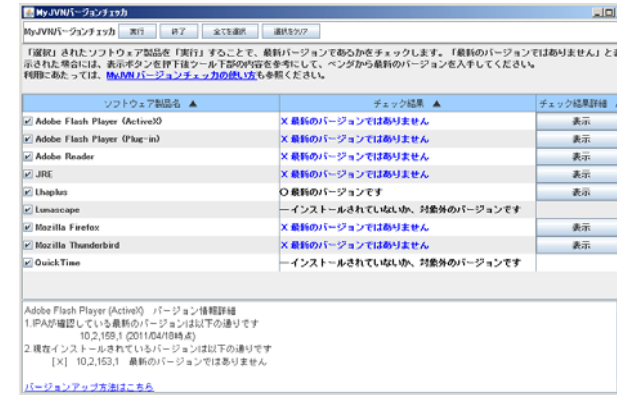 MyJVNバージョンチェッカ
MyJVNバージョンチェッカ 実行 終了 全てを選択 選択をクリア
「選択」されたソフトウェア製品を「実行」することで、最新バージョンであるかをチェックします。「最新のバージョンではありません」と
示された場合には、表示ボタンを押下後ツール下部の内容を参考にして、ベンダから最新のバージョンを入手してください。
利用にあたっては、MyJVN バージョンチェッカの使い方も参照ください。
ソフトウェア製品名 ▲ チェック結果 ▲ チェック結果詳細
Adobe Flash Player (ActiveX) X 最新のバージョンではありません 表示
Adobe Flash Player (Plug-in) X 最新のバージョンではありません 表示
Adobe Reader X 最新のバージョンではありません 表示
JRE X 最新のバージョンではありません 表示
Lhaplus O 最新のバージョンです 表示
Lunascape ーインストールされていないか、対象外のバージョンです
Mozilla Firefox X 最新のバージョンではありません 表示
Mozilla Thunderbird X 最新のバージョンではありません 表示
QuickTime ーインストールされていないか、対象外のバージョンです
Adobe Flash Player (ActiveX) バージョン情報詳細
1.IPAが確認している最新のバージョンは以下の通りです
10,2,159,1 (2011/04/18時点)
2.現在インストールされているバージョンは以下の通りです
[X] 10,2,153,1 最新のバージョンではありません
バージョンアップ方法はこちら